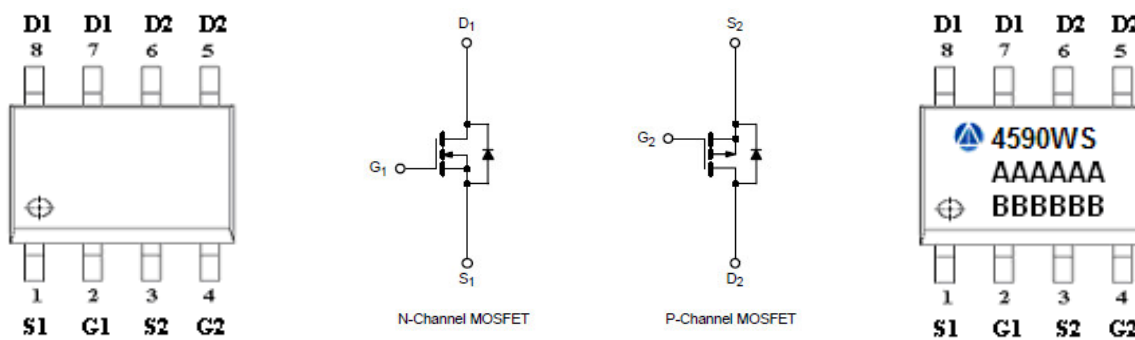 D1 D1 D2 D2
8 7 6 5
1 2 3 4
S1 G1 S2 G2
D1
G1
S1
N-Channel MOSFET
S2
G2
D2
P-Channel MOSFET
D1 D1 D2 D2
8 7 6 5
4590WS
AAAAAA
BBBBBB
1 2 3 4
S1 G1 S2 G2